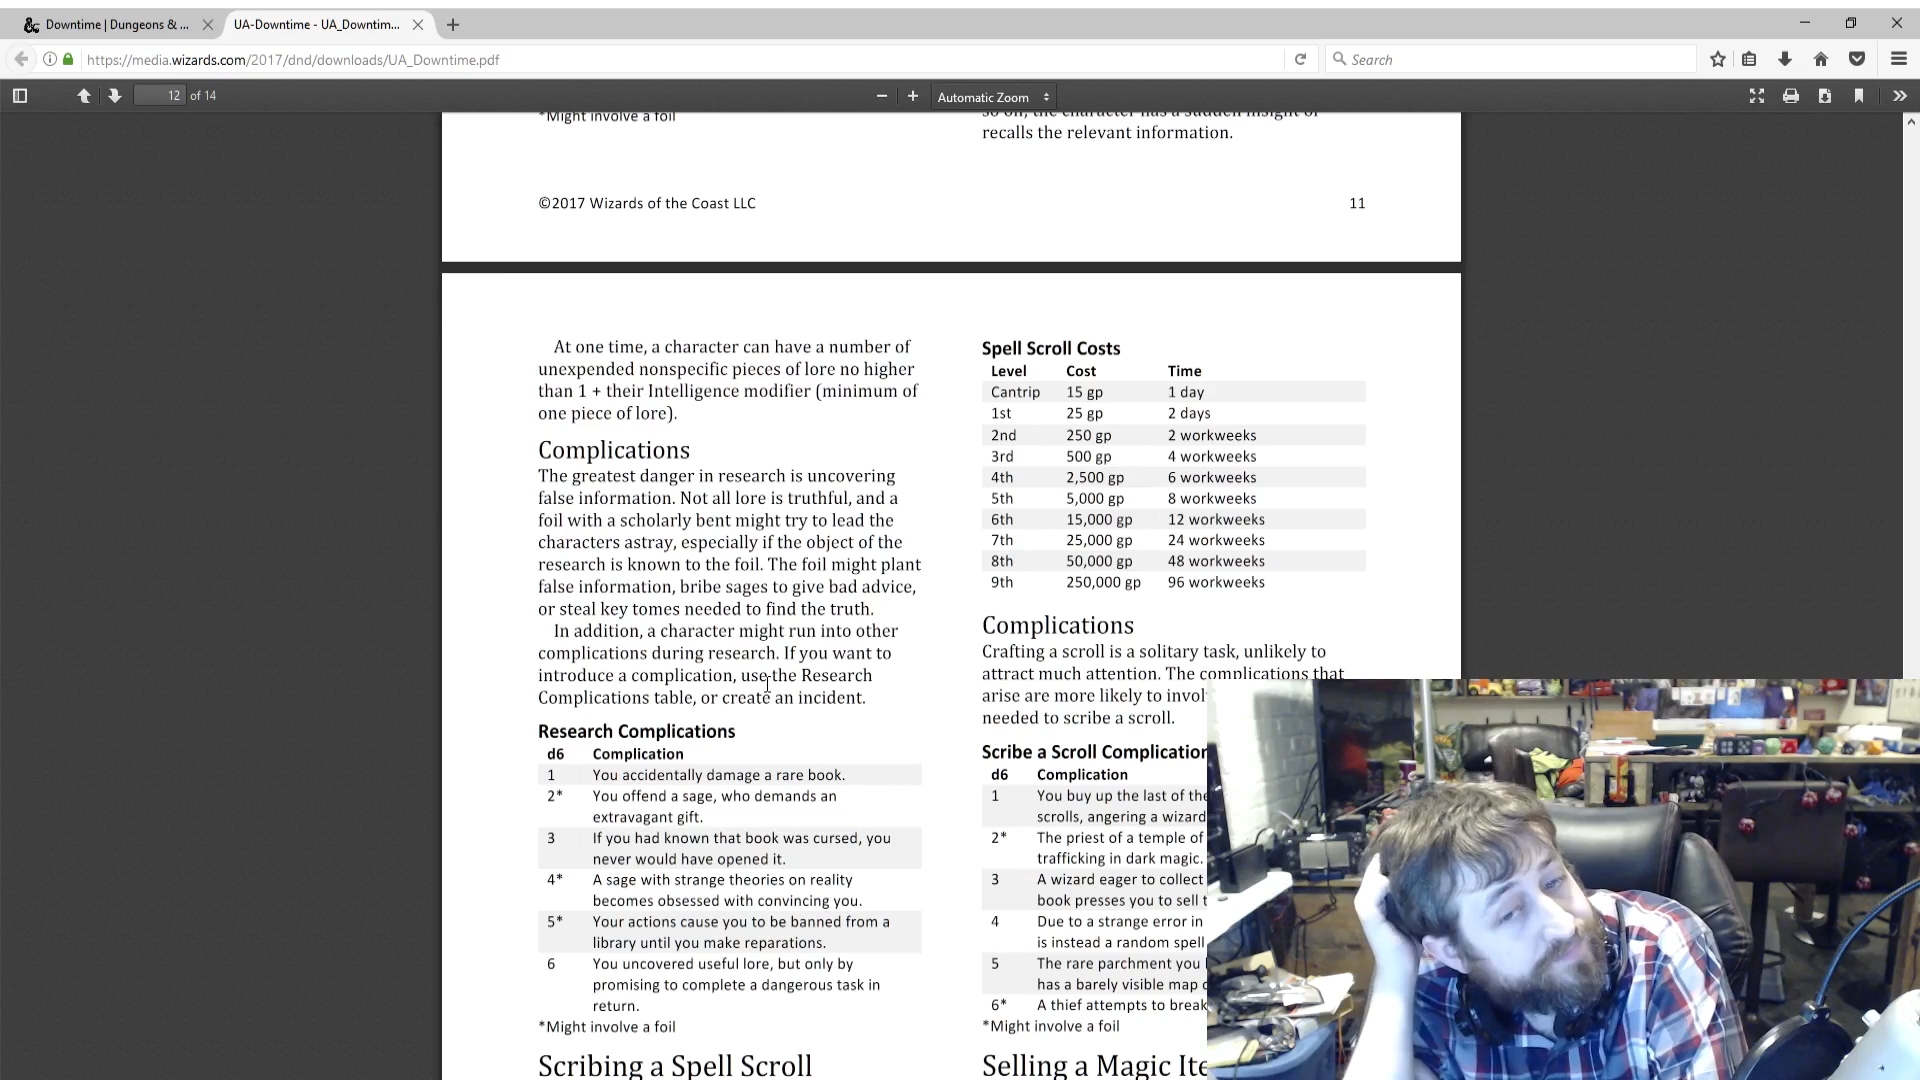 Downtime | Dungeons & ...
UA-Downtime - UA_Downtim...
https://media.wizards.com/2017/dnd/downloads/UA_Downtime.pdf
Search
12 of 14
Automatic Zoom
*Might involve a foil
so on, the character has a sudden insight or
recalls the relevant information.
©2017 Wizards of the Coast LLC
11
At one time, a character can have a number of
unexpended nonspecific pieces of lore no higher
than 1 + their Intelligence modifier (minimum of
one piece of lore).
Complications
The greatest danger in research is uncovering
false information. Not all lore is truthful, and a
foil with a scholarly bent might try to lead the
characters astray, especially if the object of the
research is known to the foil. The foil might plant
false information, bribe sages to give bad advice,
or steal key tomes needed to find the truth.
In addition, a character might run into other
complications during research. If you want to
introduce a complication, use the Research
Complications table, or create an incident.
Research Complications
d6 Complication
1 You accidentally damage a rare book.
2* You offend a sage, who demands an
extravagant gift.
3 If you had known that book was cursed, you
never would have opened it.
4* A sage with strange theories on reality
becomes obsessed with convincing you.
5* Your actions cause you to be banned from a
library until you make reparations.
6 You uncovered useful lore, but only by
promising to complete a dangerous task in
return.
*Might involve a foil
Scribing a Spell Scroll
Spell Scroll Costs
Level Cost Time
Cantrip 15 gp 1 day
1st 25 gp 2 days
2nd 250 gp 2 workweeks
3rd 500 gp 4 workweeks
4th 2,500 gp 6 workweeks
5th 5,000 gp 8 workweeks
6th 15,000 gp 12 workweeks
7th 25,000 gp 24 workweeks
8th 50,000 gp 48 workweeks
9th 250,000 gp 96 workweeks
Complications
Crafting a scroll is a solitary task, unlikely to
attract much attention. The complications that
arise are more likely to invol
needed to scribe a scroll.
Scribe a Scroll Complication
d6 Complication
1 You buy up the last of the
scrolls, angering a wizard
2* The priest of a temple of
trafficking in dark magic.
3 A wizard eager to collect
book presses you to sell t
4 Due to a strange error in
is instead a random spell
5 The rare parchment you
has a barely visible map
6* A thief attempts to break
*Might involve a foil
Selling a Magic Ite